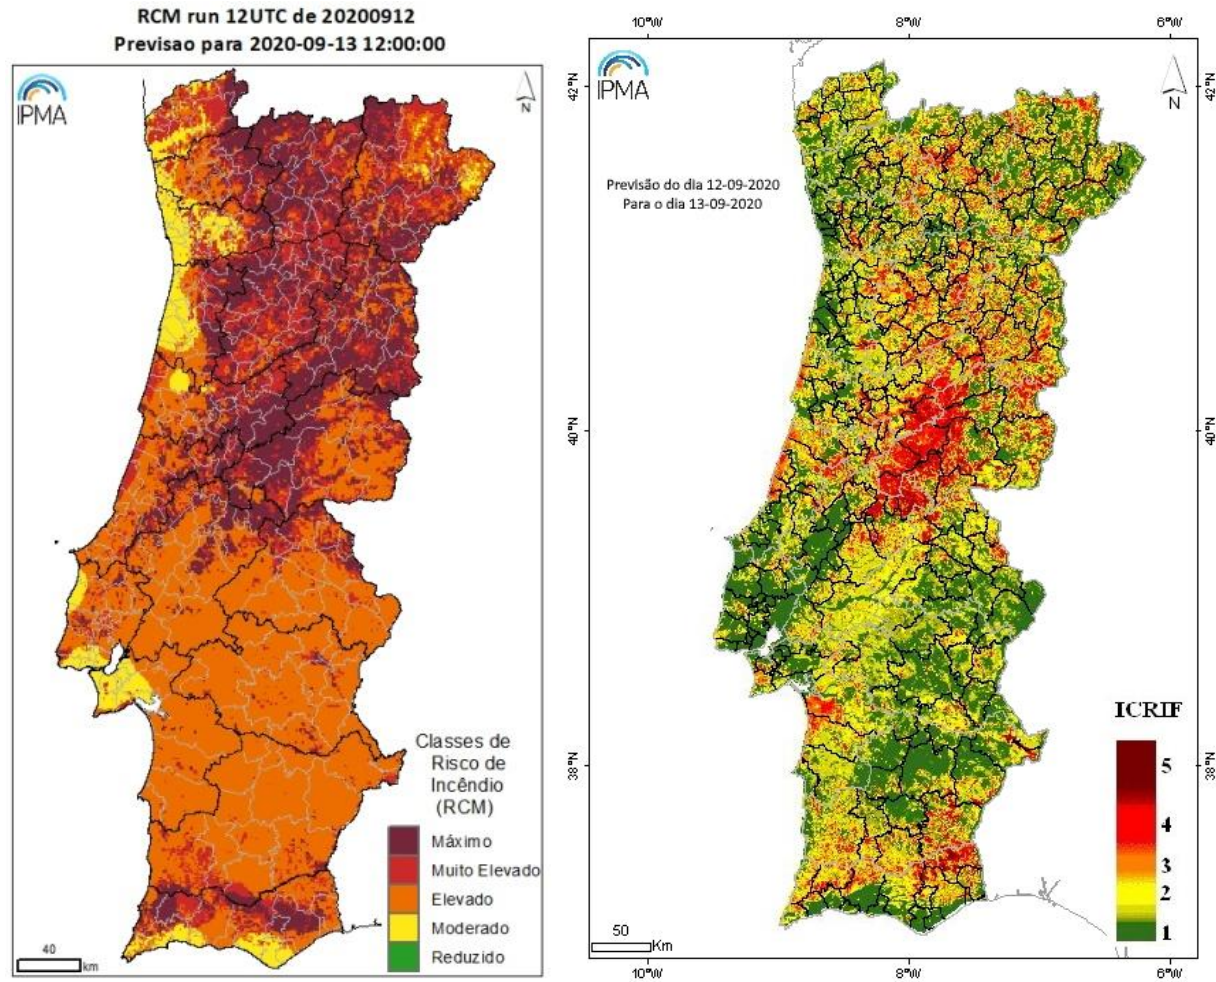 RCM run 12UTC de 20200912
Previsao para 2020-09-13 12:00:00
IPMA
N
Classes de
Risco de
Incêndio
(RCM)
Máximo
Muito Elevado
Elevado
Moderado
Reduzido
40
km
10°W
8°W
6°W
42°N
42°N
IPMA
N
Previsão do dia 12-09-2020
Para o dia 13-09-2020
40°N
40°N
38°N
38°N
ICRIF
5
4
3
2
1
50
Km
10°W
8°W
6°W